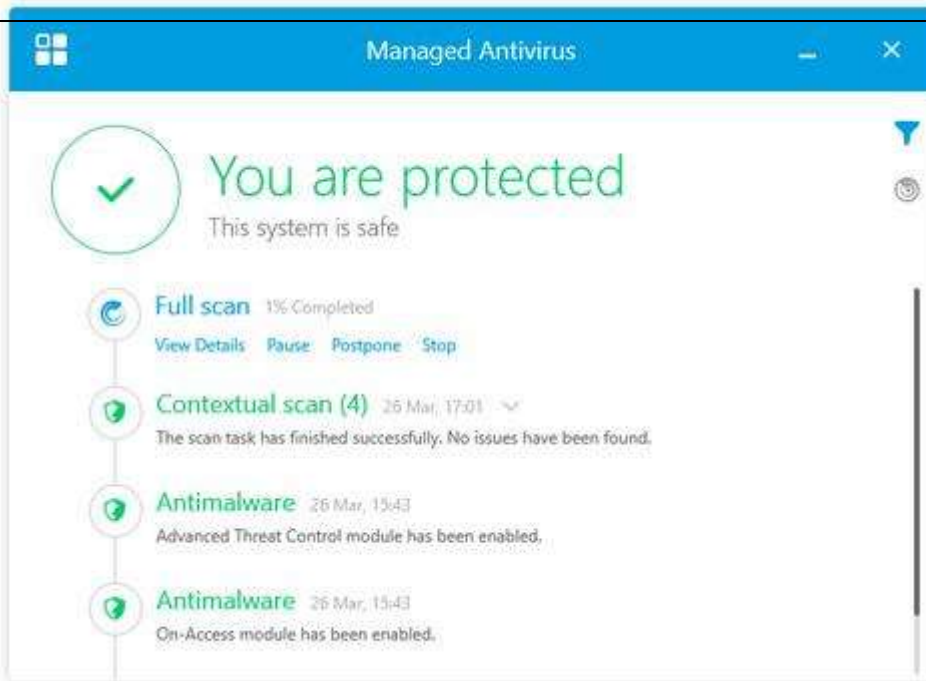 Managed Antivirus
You are protected
This system is safe
Full scan 1% Completed
View Details Pause Postpone Stop
Contextual scan (4) 26 Mar, 17:01
The scan task has finished successfully. No issues have been found.
Antimalware 26 Mar, 15:43
Advanced Threat Control module has been enabled.
Antimalware 26 Mar, 15:43
On-Access module has been enabled.